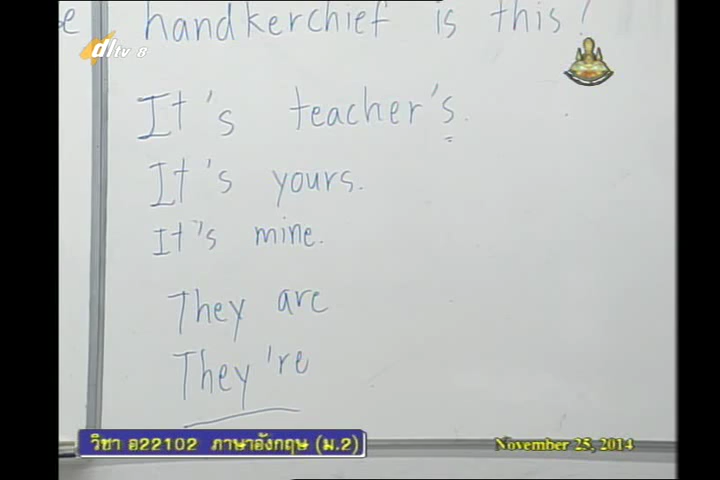 handkerchief is this?
dltv 8
It's teacher's.
It's yours.
It's mine.
They are
They're
วิชา อ22102 ภาษาอังกฤษ (ม.2)
November 25, 2014